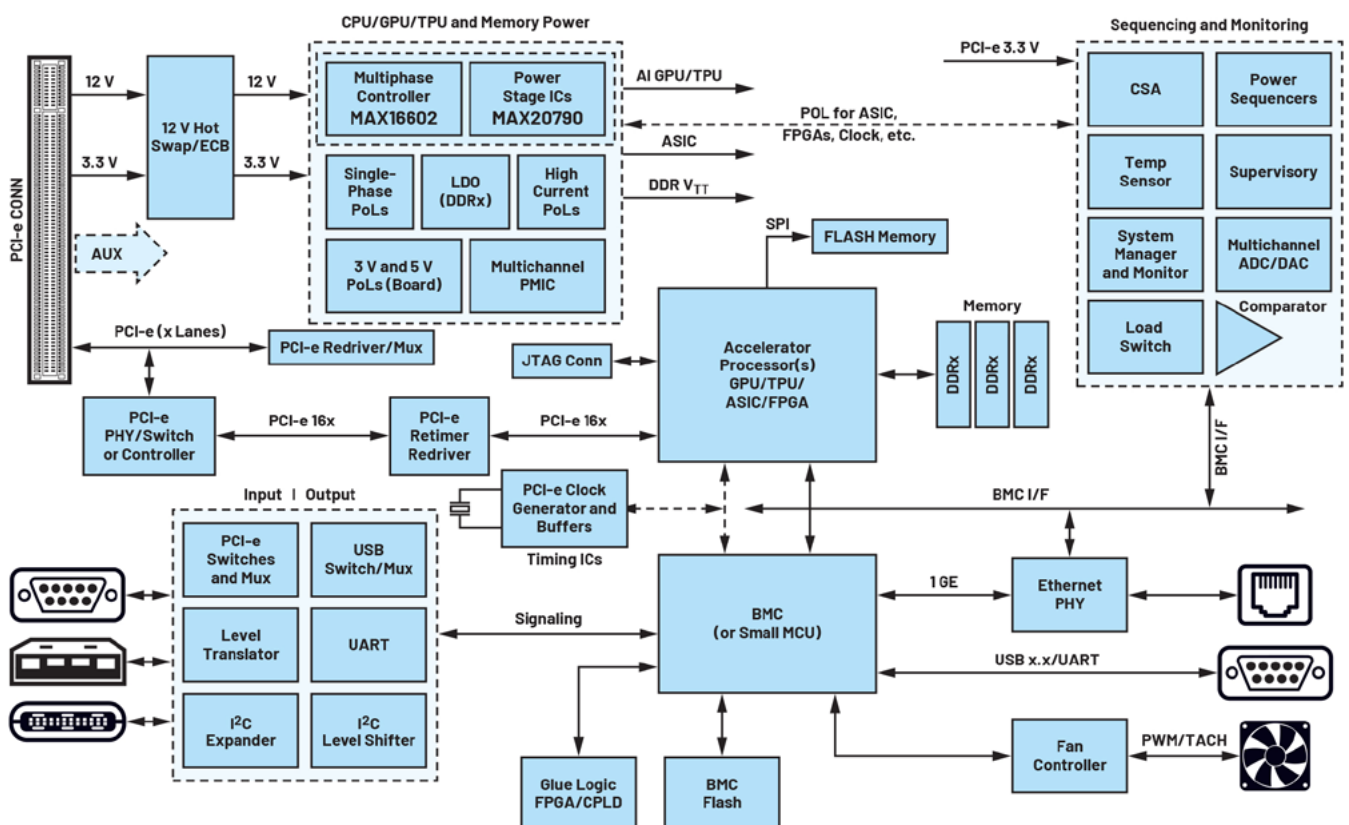 CPU/GPU/TPU and Memory Power
Sequencing and Monitoring
PCI-e CONN
12 V
3.3 V
AUX
12 V Hot
Swap/ECB
12 V
3.3 V
Multiphase
Controller
MAX16602
Power
Stage ICs
MAX20790
Single-
Phase
PoLs
LDO
(DDRx)
High
Current
PoLs
3 V and 5 V
PoLs (Board)
Multichannel
PMIC
AI GPU/TPU
POL for ASIC,
FPGAs, Clock, etc.
ASIC
DDR VTT
PCI-e 3.3 V
CSA
Power
Sequencers
Temp
Sensor
Supervisory
System
Manager
and Monitor
Multichannel
ADC/DAC
Load
Switch
Comparator
SPI
FLASH Memory
PCI-e (x Lanes)
PCI-e Redriver/Mux
JTAG Conn
Accelerator
Processor(s)
GPU/TPU/
ASIC/FPGA
Memory
DDRx
DDRx
DDRx
PCI-e
PHY/Switch
or Controller
PCI-e 16x
PCI-e
Retimer
Redriver
PCI-e 16x
BMC I/F
BMC I/F
PCI-e Clock
Generator and
Buffers
Timing ICs
Input | Output
PCI-e
Switches
and Mux
USB
Switch/Mux
Level
Translator
UART
I2C
Expander
I2C
Level Shifter
Signaling
BMC
(or Small MCU)
1 GE
Ethernet
PHY
USB x.x/UART
Fan
Controller
PWM/TACH
Glue Logic
FPGA/CPLD
BMC
Flash